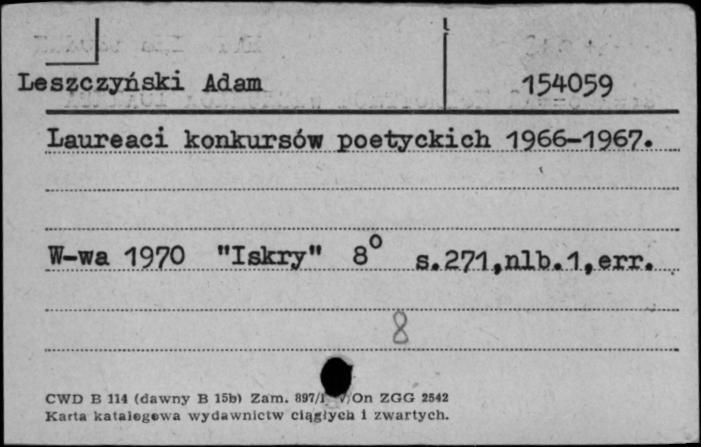 Leszczyński Adam 154059
Laureaci konkursów poetyckich 1966-1967.
W-wa 1970 "Iskry" 8° s.271,nlb.1,err.
8
CWD B 114 (dawny B 15b) Zam. 897/I V/On ZGG 2542
Karta katalogowa wydawnictw ciągłych i zwartych.